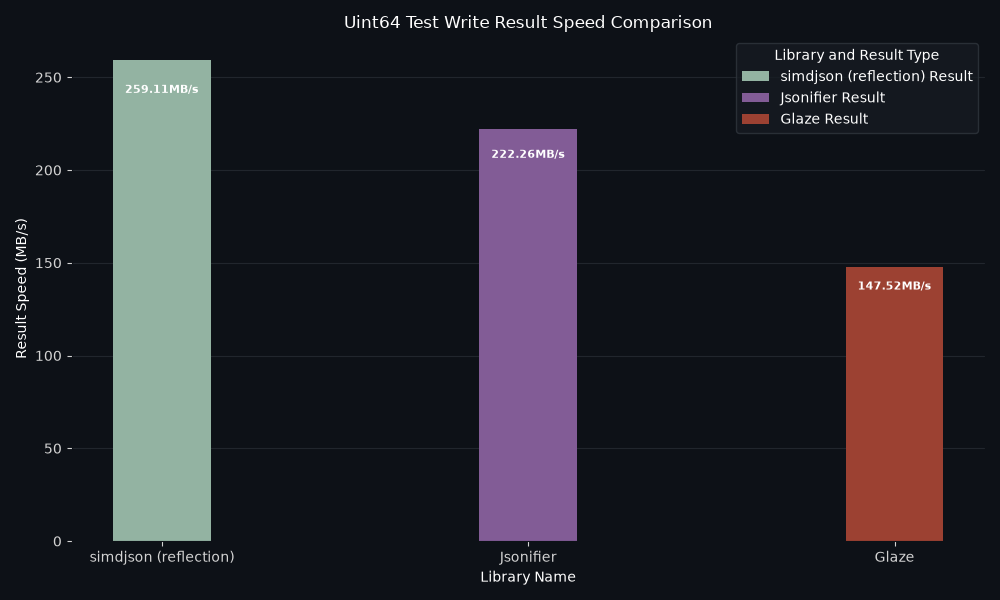 Uint64 Test Write Result Speed Comparison
Library and Result Type
simdjson (reflection) Result
Jsonifier Result
Glaze Result
Result Speed (MB/s)
250
200
150
100
50
0
259.11MB/s
222.26MB/s
147.52MB/s
simdjson (reflection)
Jsonifier
Glaze
Library Name